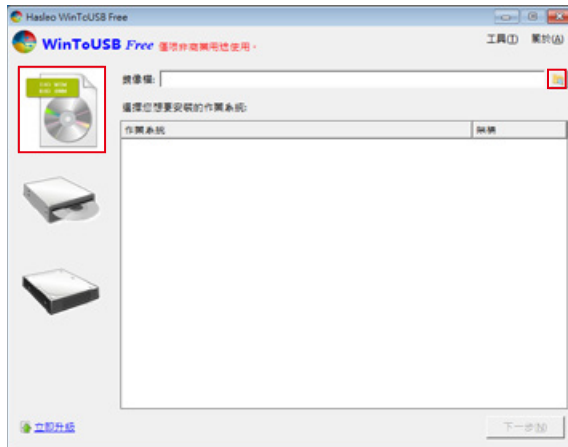 Hasleo WinToUSB Free
WinToUSB Free 僅限非商業用途使用。
工具(T) 關於(A)
鏡像檔:
選擇您想要安裝的作業系統:
作業系統 架構
立即升級
下一步(N)